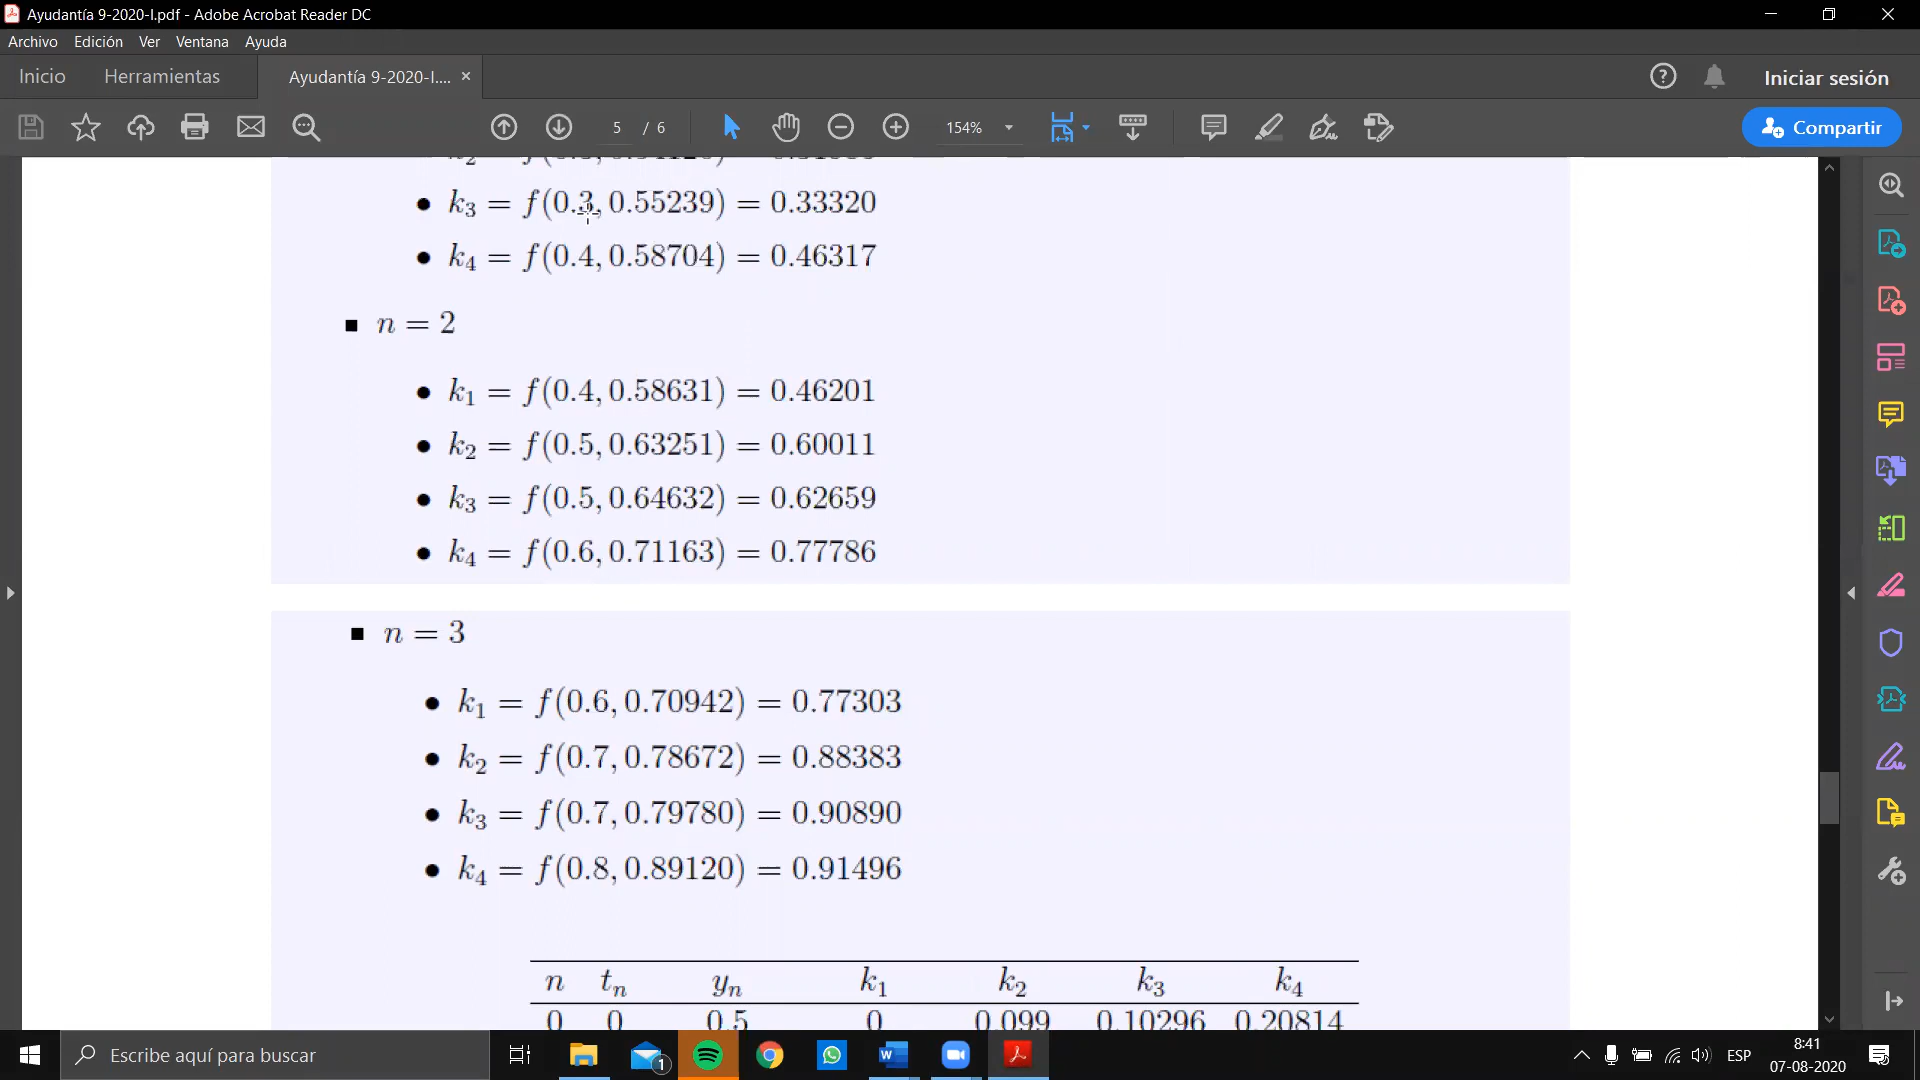 Ayudantía 9-2020-I.pdf - Adobe Acrobat Reader DC
Archivo Edición Ver Ventana Ayuda
Inicio Herramientas Ayudantía 9-2020-I.... × Iniciar sesión
5 / 6 154% Compartir
• k₃ = f(0.3, 0.55239) = 0.33320
• k₄ = f(0.4, 0.58704) = 0.46317
▪ n = 2
• k₁ = f(0.4, 0.58631) = 0.46201
• k₂ = f(0.5, 0.63251) = 0.60011
• k₃ = f(0.5, 0.64632) = 0.62659
• k₄ = f(0.6, 0.71163) = 0.77786
▪ n = 3
• k₁ = f(0.6, 0.70942) = 0.77303
• k₂ = f(0.7, 0.78672) = 0.88383
• k₃ = f(0.7, 0.79780) = 0.90890
• k₄ = f(0.8, 0.89120) = 0.91496
n tₙ yₙ k₁ k₂ k₃ k₄
0 0 0.5 0 0.099 0.10296 0.20814
Escribe aquí para buscar 1 ESP 8:41
07-08-2020